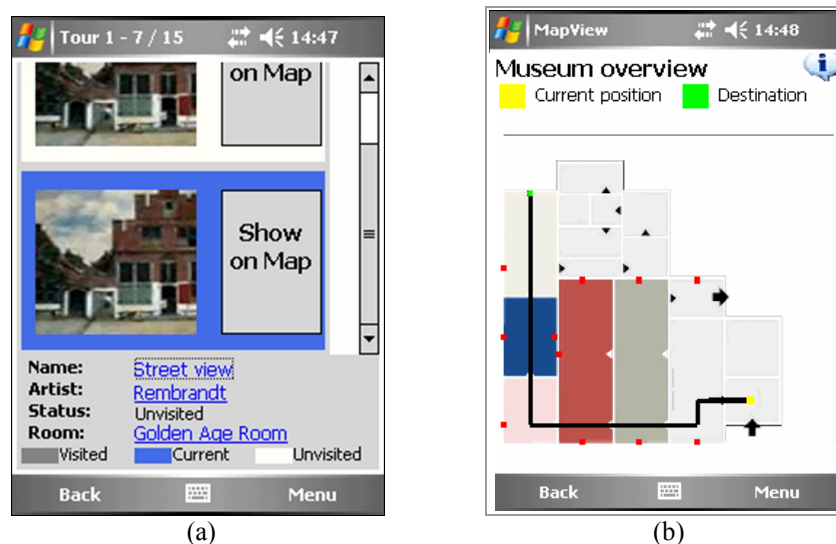 Tour 1 - 7 / 15 14:47
on Map
Show
on Map
Name: Street view
Artist: Rembrandt
Status: Unvisited
Room: Golden Age Room
Visited Current Unvisited
Back Menu
(a)
MapView 14:48
Museum overview
Current position Destination
Back Menu
(b)